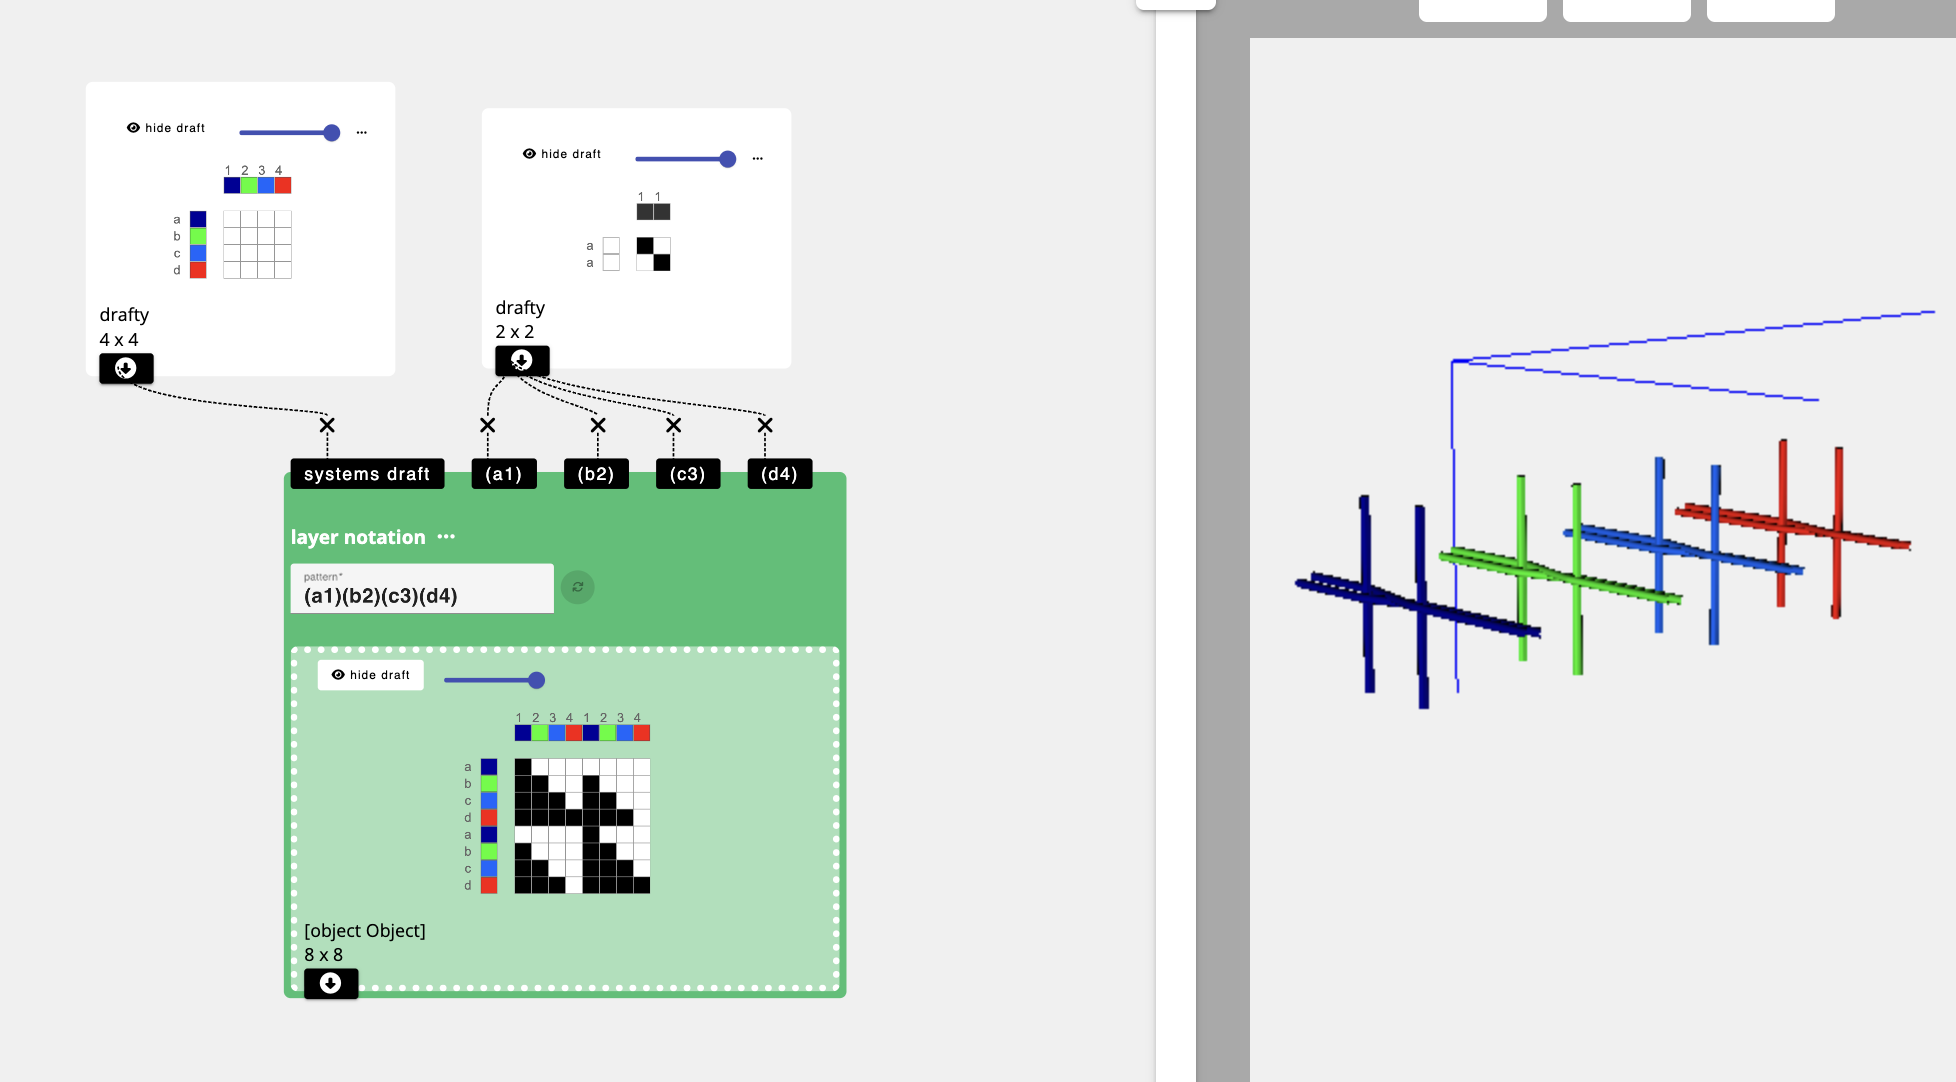 hide draft ...
1 2 3 4
a
b
c
d
drafty
4 x 4
hide draft ...
1 1
a
a
drafty
2 x 2
systems draft (a1) (b2) (c3) (d4)
layer notation ...
pattern*
(a1)(b2)(c3)(d4)
hide draft
1 2 3 4 1 2 3 4
a
b
c
d
a
b
c
d
[object Object]
8 x 8